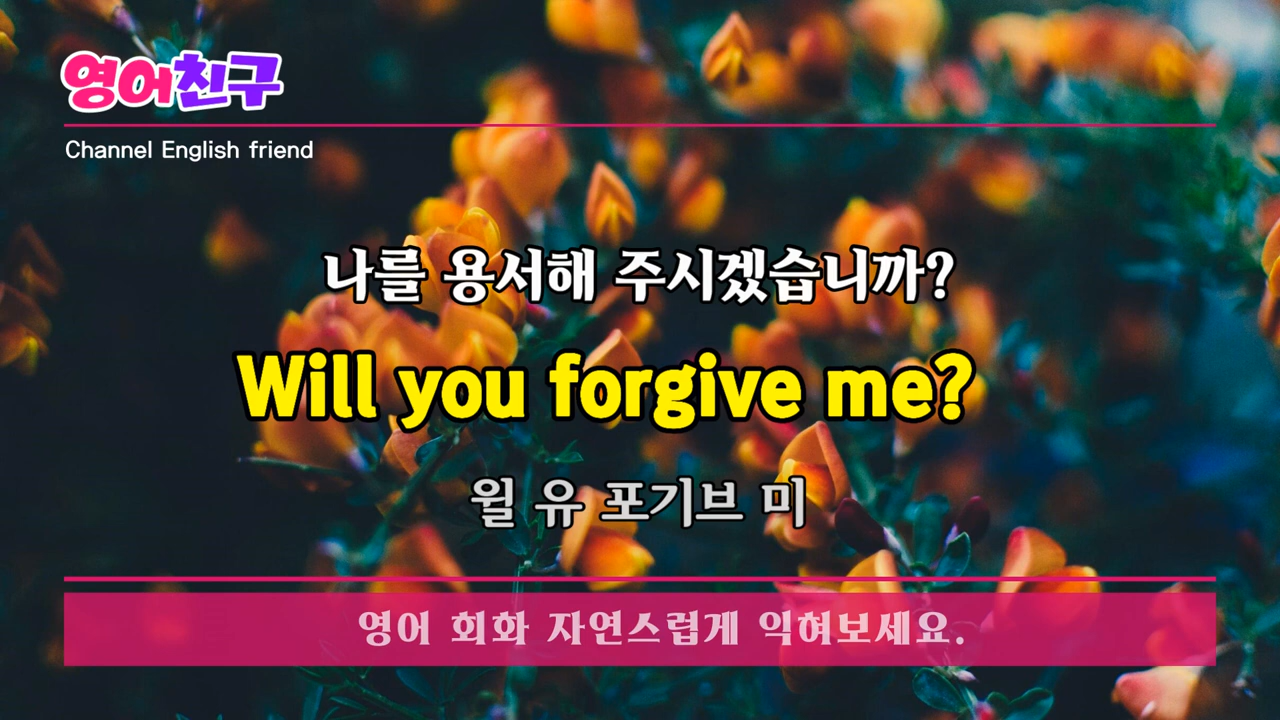 영어친구
Channel English friend
나를 용서해 주시겠습니까?
Will you forgive me?
윌 유 포기브 미
영어 회화 자연스럽게 익혀보세요.